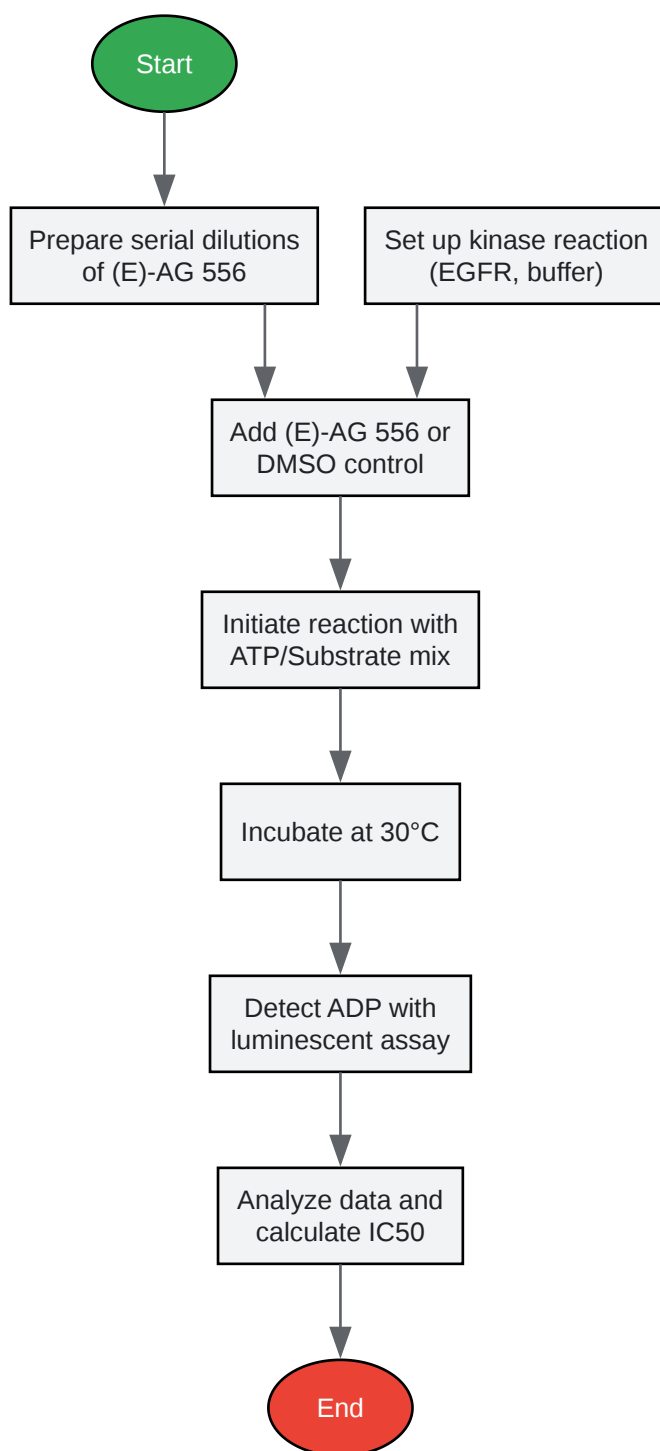 Start
Prepare serial dilutions
of (E)-AG 556
Set up kinase reaction
(EGFR, buffer)
Add (E)-AG 556 or
DMSO control
Initiate reaction with
ATP/Substrate mix
Incubate at 30°C
Detect ADP with
luminescent assay
Analyze data and
calculate IC50
End